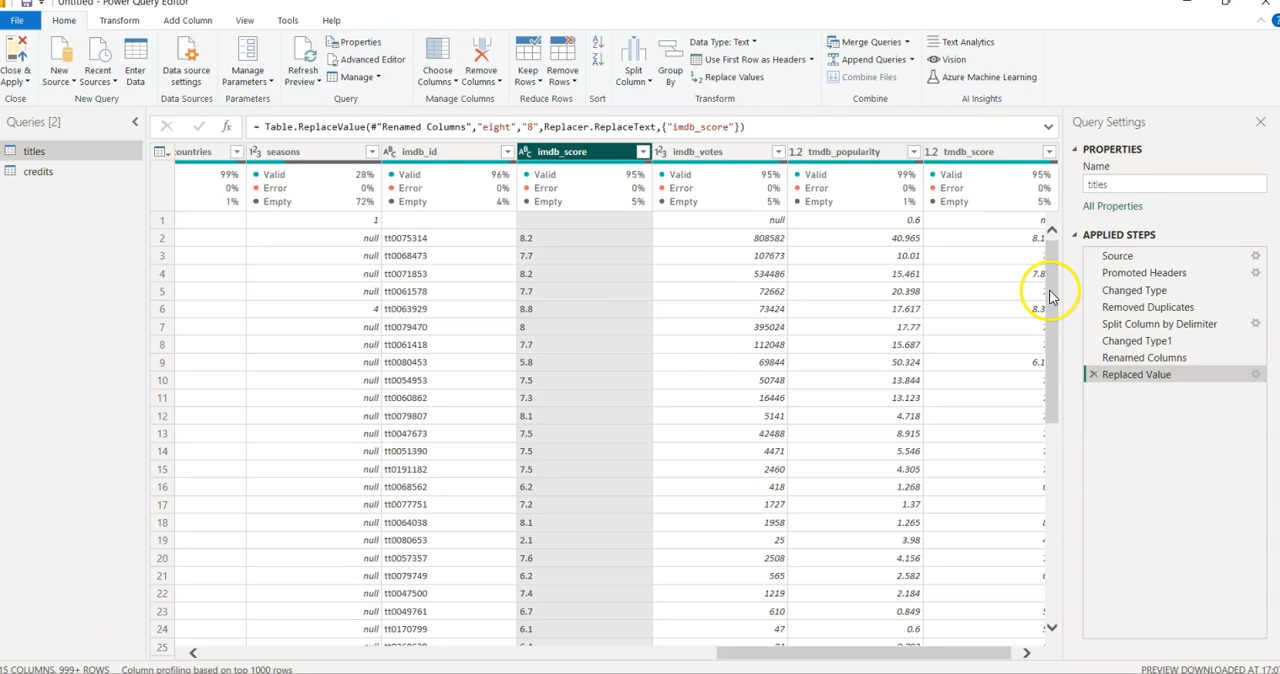 Untitled - Power Query Editor
File Home Transform Add Column View Tools Help
Close & Apply
New Source
Recent Sources
Enter Data
Data source settings
Manage Parameters
Refresh Preview
Properties
Advanced Editor
Manage
Choose Columns
Remove Columns
Keep Rows
Remove Rows
Split Column
Group By
Data Type: Text
Use First Row as Headers
Replace Values
Merge Queries
Append Queries
Combine Files
Text Analytics
Vision
Azure Machine Learning
Close New Query Data Sources Parameters Query Manage Columns Reduce Rows Sort Transform Combine AI Insights
Queries [2]
titles
credits
= Table.ReplaceValue(#"Renamed Columns","eight","8",Replacer.ReplaceText,{"imdb_score"})
countries 123 seasons ABC imdb_id ABC imdb_score 123 imdb_votes 1.2 tmdb_popularity 1.2 tmdb_score
99% Valid 28% Valid 96% Valid 95% Valid 95% Valid 99% Valid 95%
0% Error 0% Error 0% Error 0% Error 0% Error 0% Error 0%
1% Empty 72% Empty 4% Empty 5% Empty 5% Empty 1% Empty 5%
1 1 null 0.6 n
2 null tt0075314 8.2 808582 40.965 8.1
3 null tt0068473 7.7 107673 10.01
4 null tt0071853 8.2 534486 15.461 7.8
5 null tt0061578 7.7 72662 20.398
6 4 tt0063929 8.8 73424 17.617 8.3
7 null tt0079470 8 395024 17.77
8 null tt0061418 7.7 112048 15.687
9 null tt0080453 5.8 69844 50.324 6.1
10 null tt0054953 7.5 50748 13.844
11 null tt0060862 7.3 16446 13.123
12 null tt0079807 8.1 5141 4.718
13 null tt0047673 7.5 42488 8.915
14 null tt0051390 7.5 4471 5.546
15 null tt0191182 7.5 2460 4.305
16 null tt0068562 6.2 418 1.268
17 null tt0077751 7.2 1727 1.37
18 null tt0064038 8.1 1958 1.265
19 null tt0080653 2.1 25 3.98
20 null tt0057357 7.6 2508 4.156
21 null tt0079749 6.2 565 2.582
22 null tt0047500 7.4 1219 2.184
23 null tt0049761 6.7 610 0.849
24 null tt0170799 6.1 47 0.6
25
Query Settings
PROPERTIES
Name
titles
All Properties
APPLIED STEPS
Source
Promoted Headers
Changed Type
Removed Duplicates
Split Column by Delimiter
Changed Type1
Renamed Columns
Replaced Value
15 COLUMNS, 999+ ROWS Column profiling based on top 1000 rows
PREVIEW DOWNLOADED AT 17:0